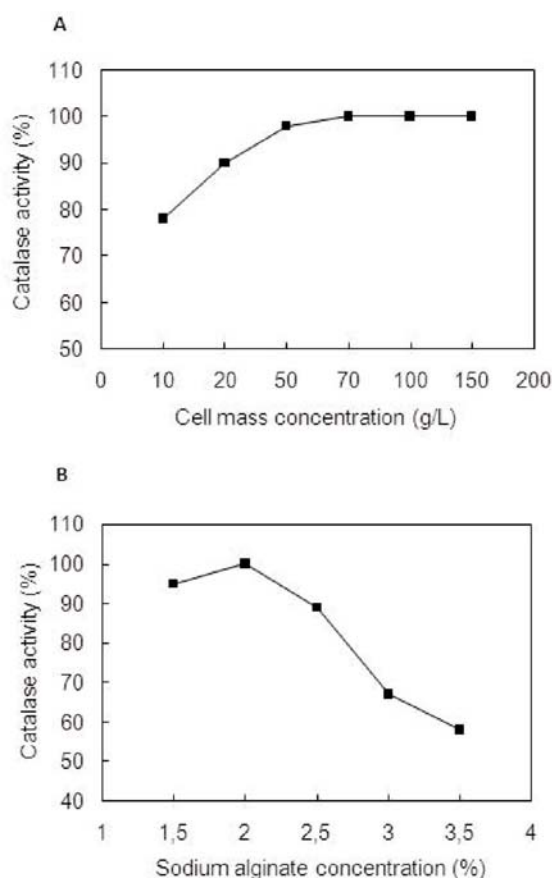 A
110
100
90
80
70
60
50
0 10 20 50 70 100 150 200
Catalase activity (%)
Cell mass concentration (g/L)
B
110
100
90
80
70
60
50
40
1 1,5 2 2,5 3 3,5 4
Catalase activity (%)
Sodium alginate concentration (%)